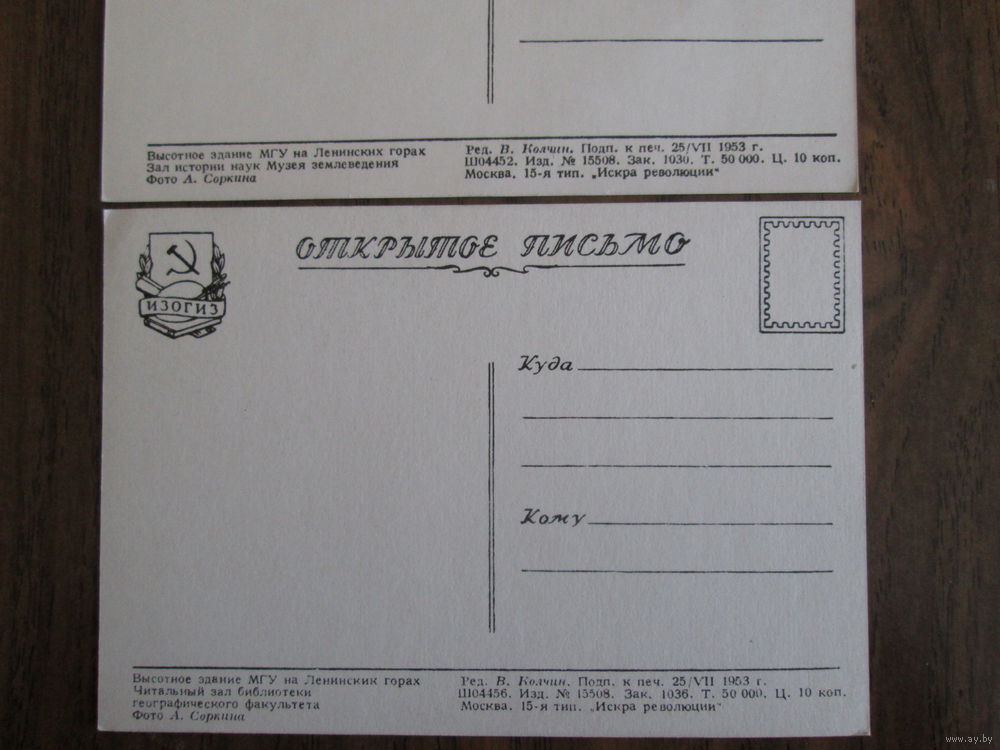 Высотное здание МГУ на Ленинских горах
Зал истории наук Музея землеведения
Фото А. Соркина
Ред. В. Колчин. Подп. к печ. 25/VII 1953 г.
Ш04452. Изд. № 15508. Зак. 1030. Т. 50 000. Ц. 10 коп.
Москва. 15-я тип. „Искра революции“
ОТКРЫТОЕ ПИСЬМО
ИЗОГИЗ
Куда
Кому
Высотное здание МГУ на Ленинских горах
Читальный зал библиотеки
географического факультета
Фото А. Соркина
Ред. В. Колчин. Подп. к печ. 25/VII 1953 г.
Ш04456. Изд. № 15508. Зак. 1036. Т. 50 000. Ц. 10 коп.
Москва. 15-я тип. „Искра революции“
www.ay.by